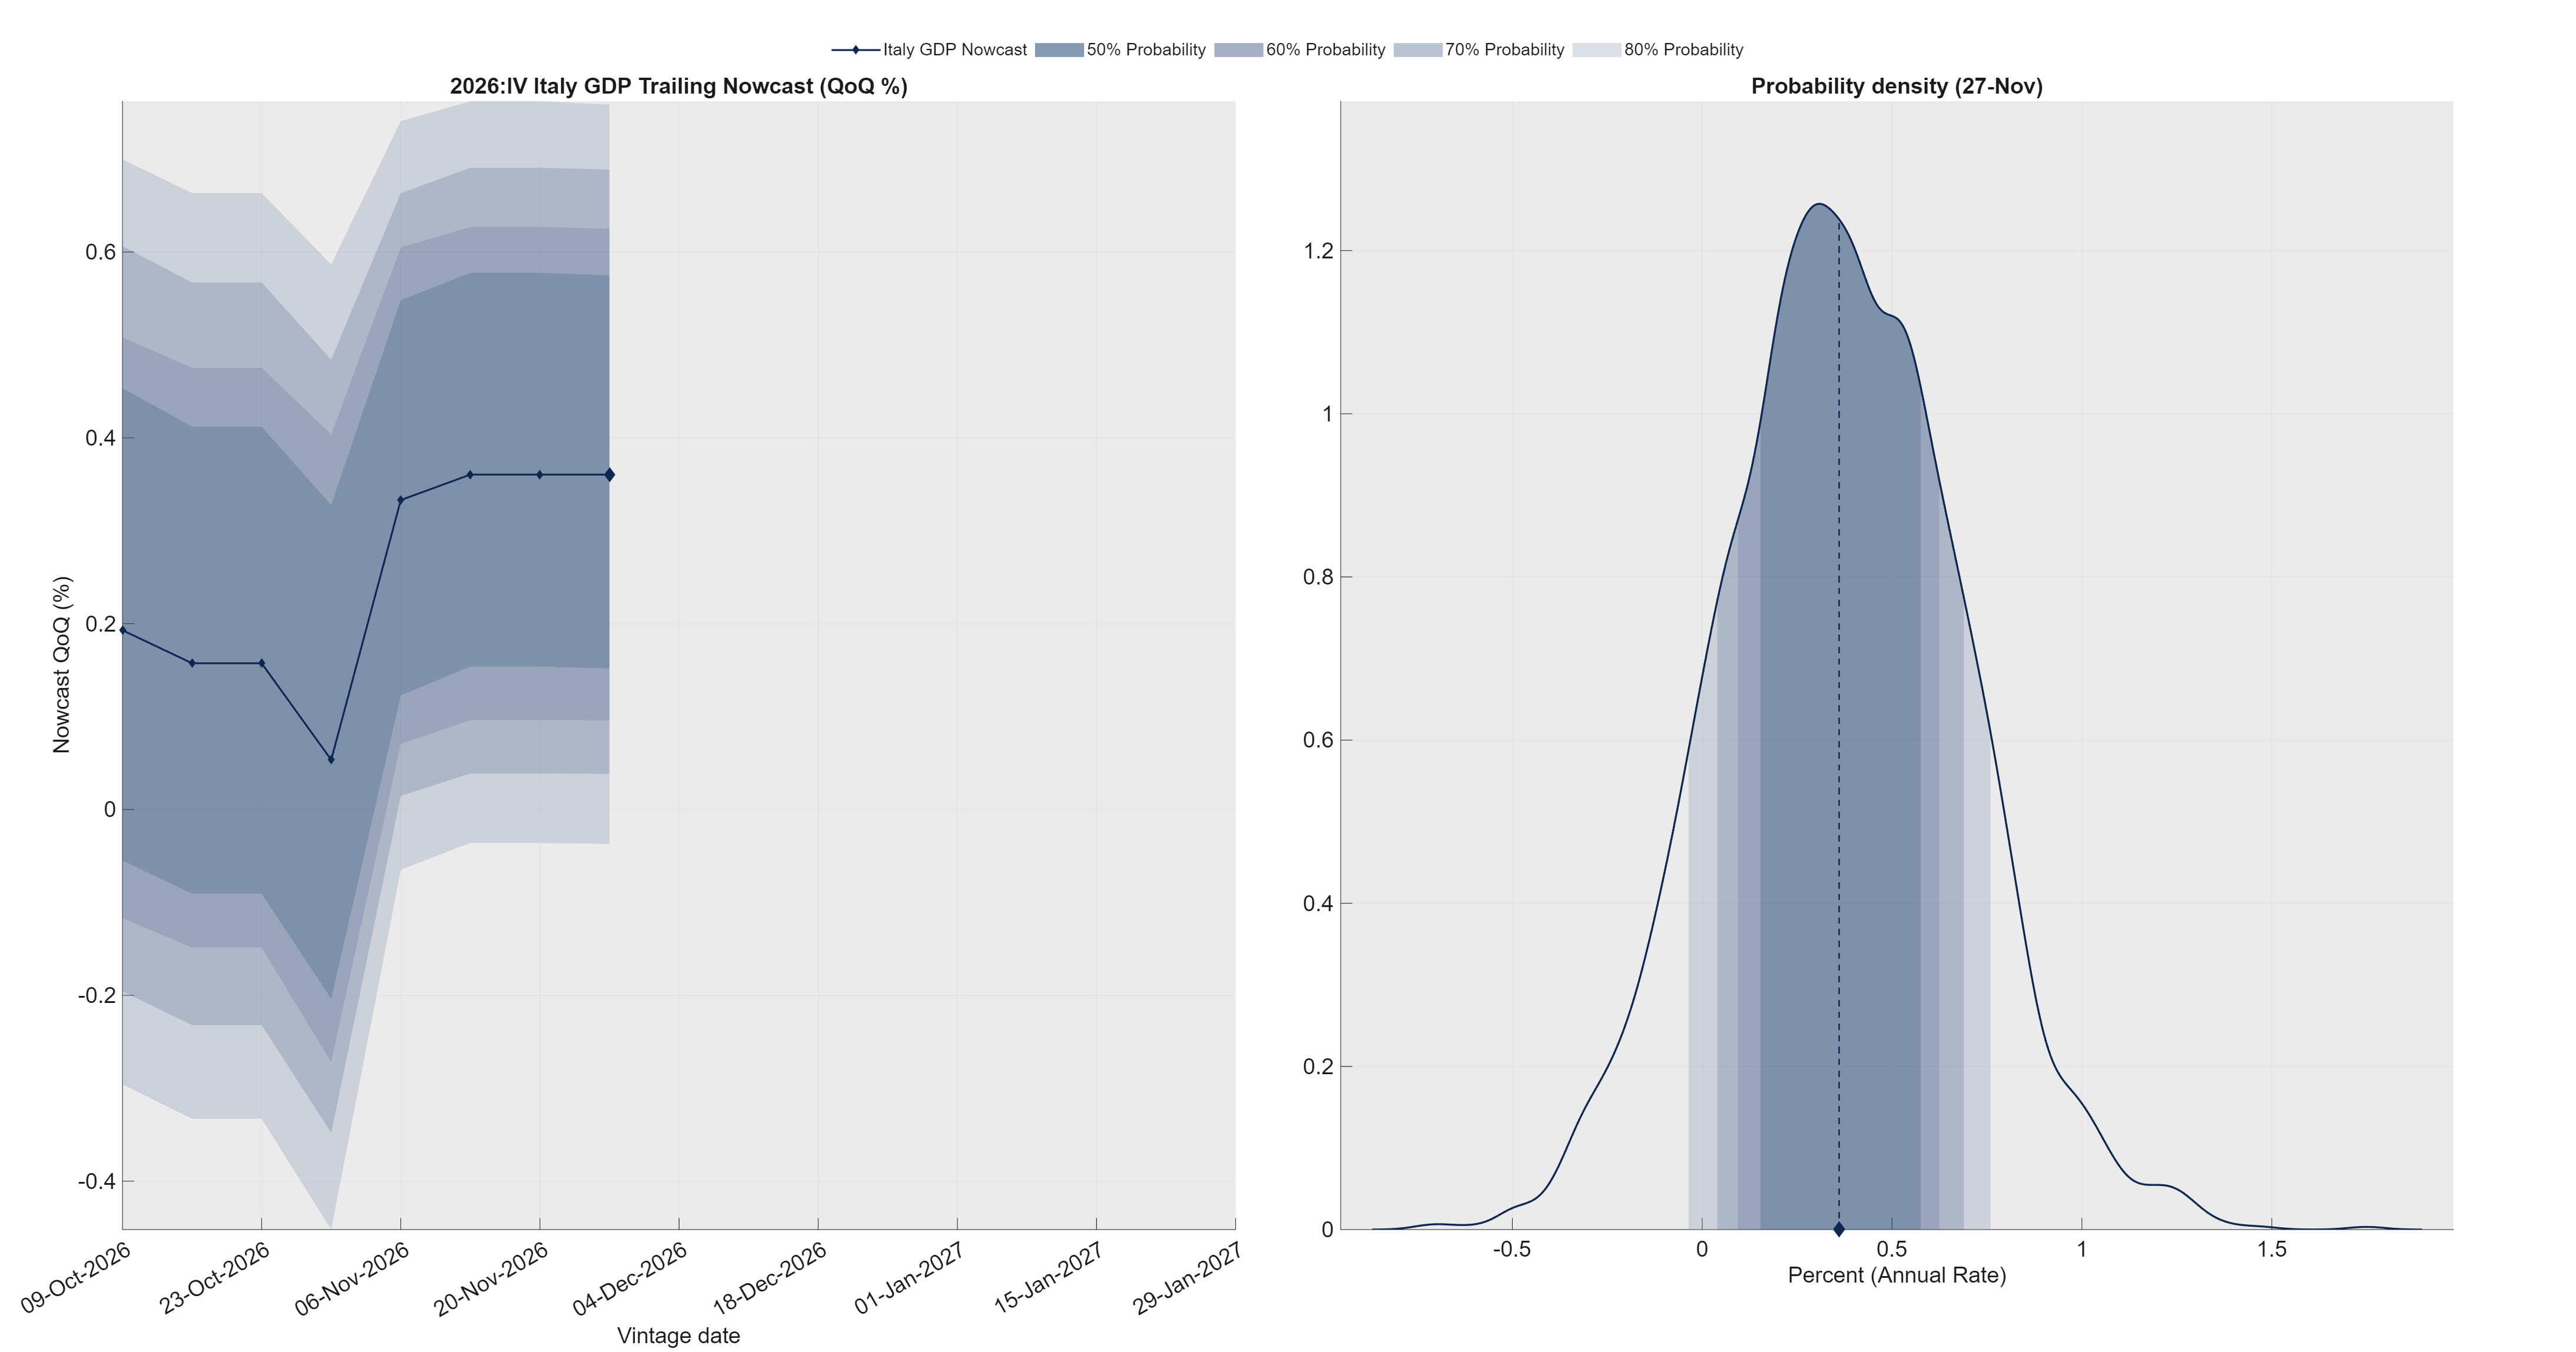 Italy GDP Nowcast 50% Probability 60% Probability 70% Probability 80% Probability
2026:IV Italy GDP Trailing Nowcast (QoQ %)
Nowcast QoQ (%)
0.6
0.4
0.2
0
-0.2
-0.4
09-Oct-2026 23-Oct-2026 06-Nov-2026 20-Nov-2026 04-Dec-2026 18-Dec-2026 01-Jan-2027 15-Jan-2027 29-Jan-2027
Vintage date
Probability density (27-Nov)
1.2
1
0.8
0.6
0.4
0.2
0
-0.5 0 0.5 1 1.5
Percent (Annual Rate)